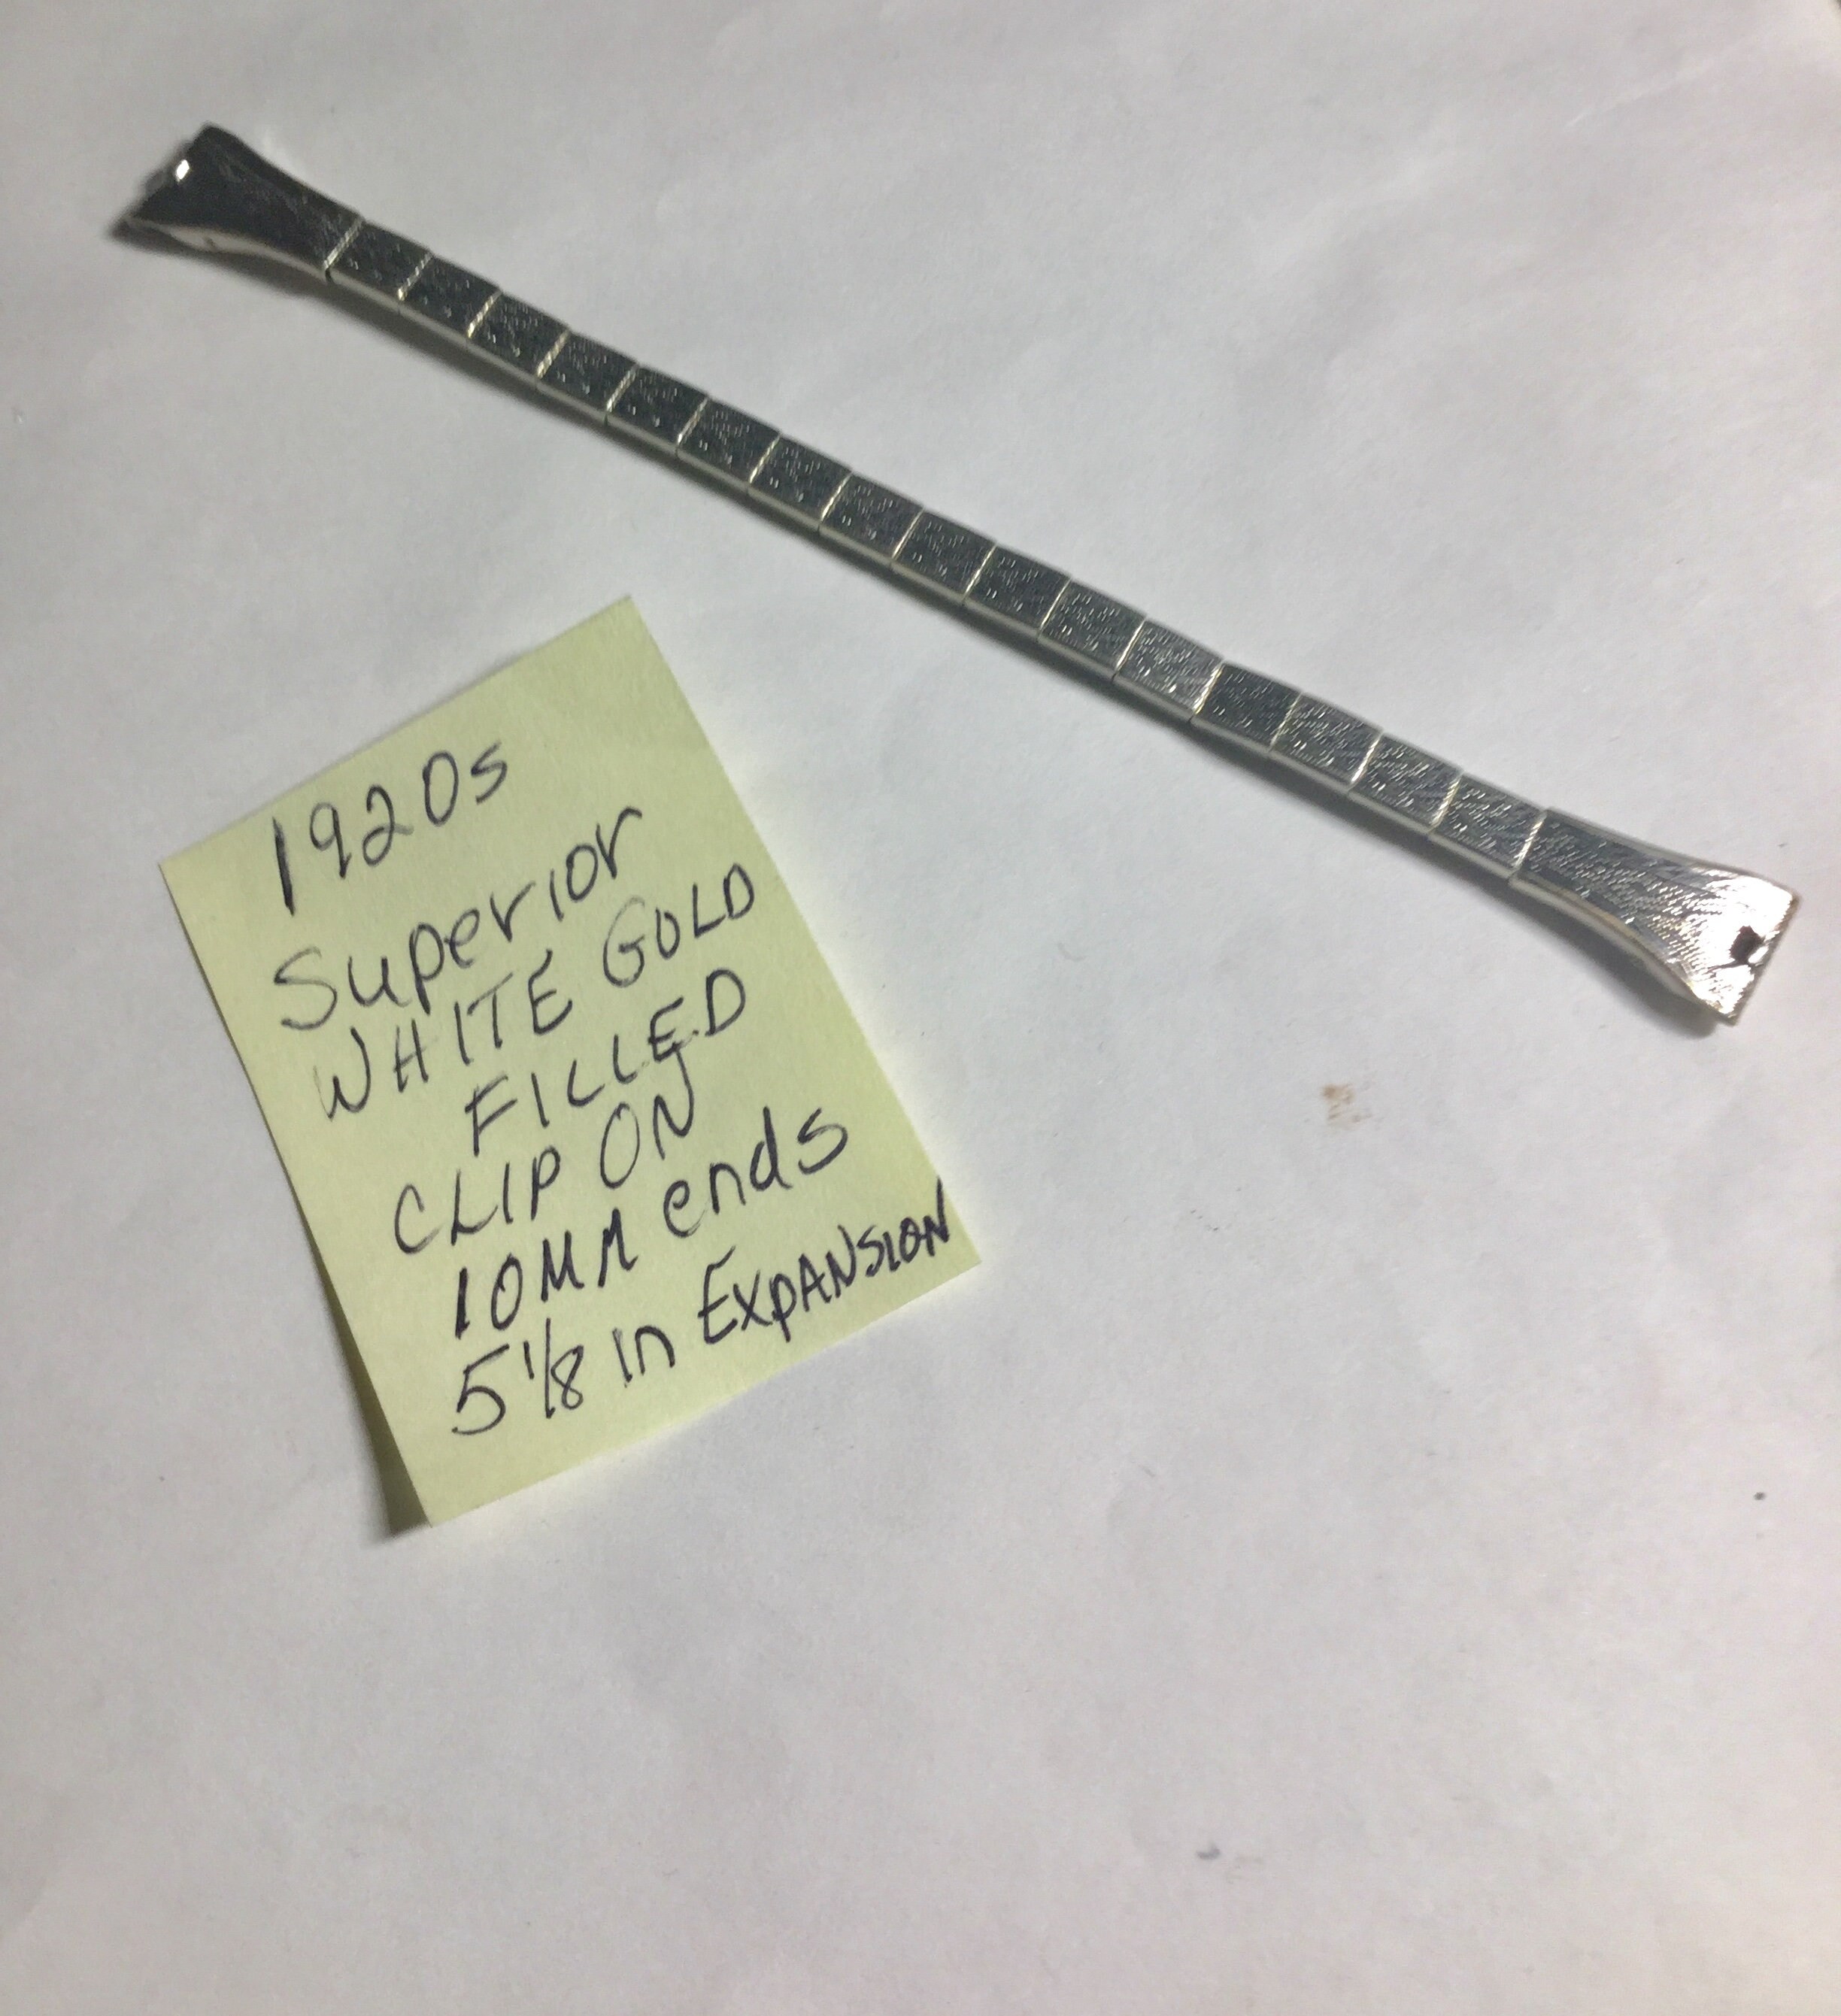 1920s
Superior
WHITE GOLD
FILLED
CLIP ON
10MM ends
5 1/8 in EXPANSION